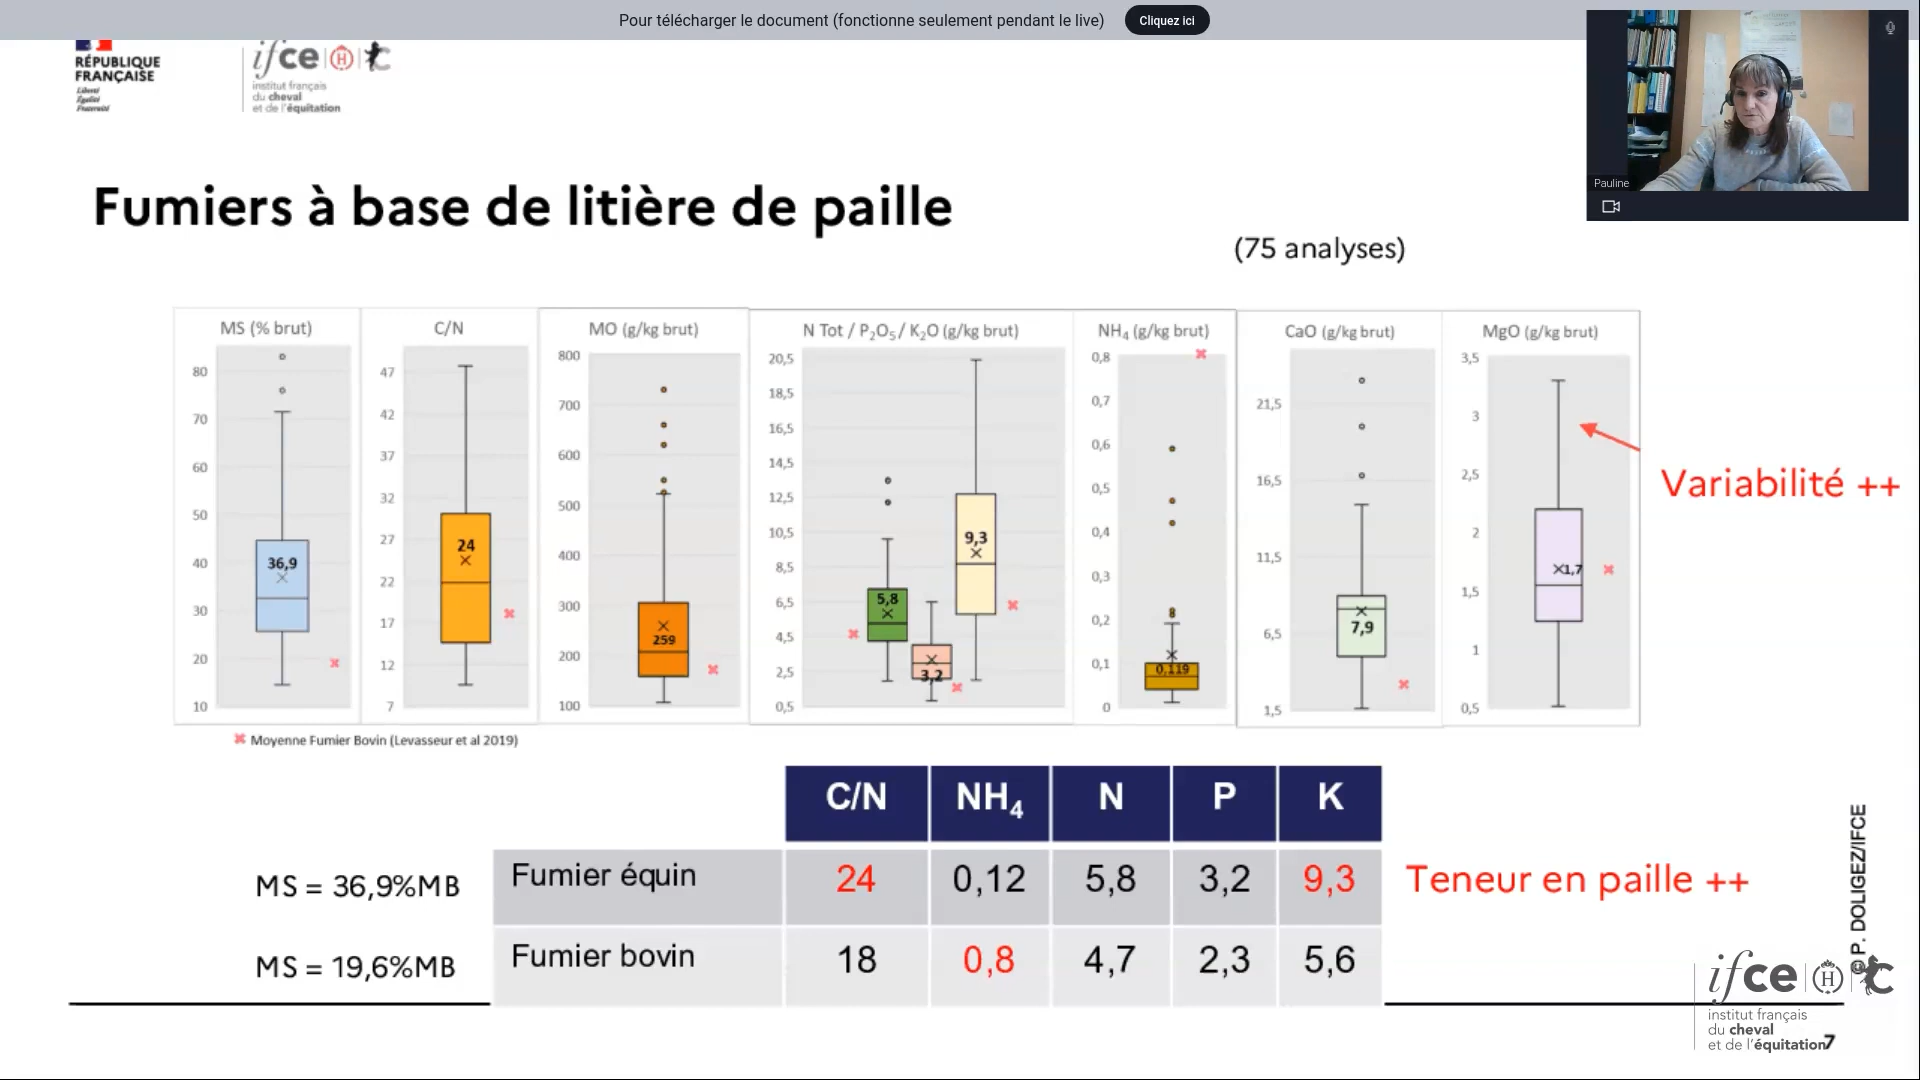 Pour télécharger le document (fonctionne seulement pendant le live) Cliquez ici
RÉPUBLIQUE
FRANÇAISE
Liberté
Égalité
Fraternité
ifce
institut français
du cheval
et de l'équitation
Pauline
Fumiers à base de litière de paille
(75 analyses)
MS (% brut)
80
70
60
50
40
30
20
10
36,9
C/N
47
42
37
32
27
22
17
12
7
24
MO (g/kg brut)
800
700
600
500
400
300
200
100
259
N Tot / P₂O₅ / K₂O (g/kg brut)
20,5
18,5
16,5
14,5
12,5
10,5
8,5
6,5
4,5
2,5
0,5
5,8
3,2
9,3
NH₄ (g/kg brut)
0,8
0,7
0,6
0,5
0,4
0,3
0,2
0,1
0
0,119
CaO (g/kg brut)
21,5
16,5
11,5
6,5
1,5
7,9
MgO (g/kg brut)
3,5
3
2,5
2
1,5
1
0,5
1,7
Variabilité ++
Moyenne Fumier Bovin (Levasseur et al 2019)
C/N NH₄ N P K
MS = 36,9%MB Fumier équin 24 0,12 5,8 3,2 9,3 Teneur en paille ++
MS = 19,6%MB Fumier bovin 18 0,8 4,7 2,3 5,6
© P. DOLIGEZ/IFCE
ifce
institut français
du cheval
et de l'équitation
7